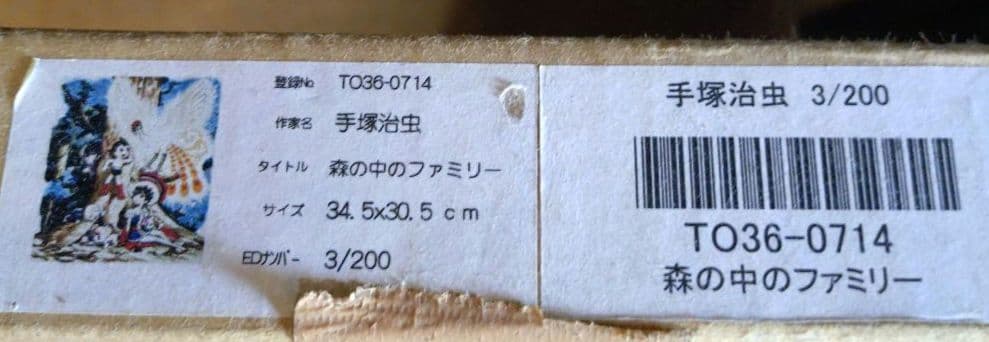 登録No TO36-0714
作家名 手塚治虫
タイトル 森の中のファミリー
サイズ 34.5x30.5cm
EDナンバー 3/200
手塚治虫 3/200
TO36-0714
森の中のファミリー